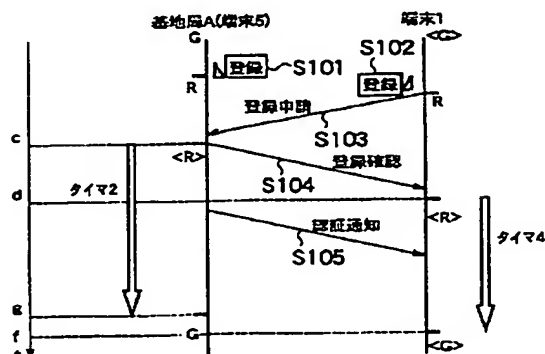 基地局A(端末5)
端末1
G
<G>
S102
登録
S101
登録
R
R
登録申請
S103
c
<R>
登録確認
S104
タイマ2
d
<R>
認証通知
タイマ4
S105
g
f
G
<G>